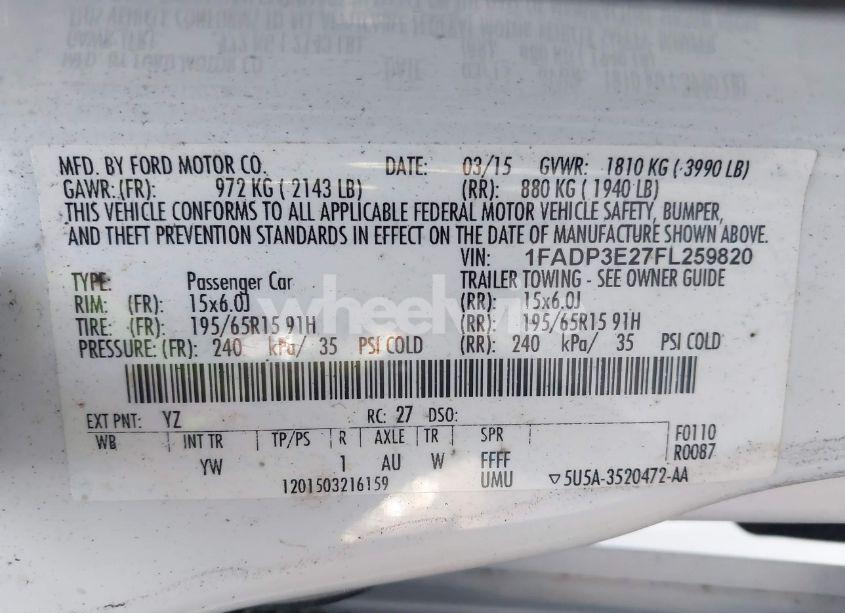 MFD. BY FORD MOTOR CO. DATE: 03/15 GVWR: 1810 KG ( 3990 LB)
GAWR:(FR): 972 KG ( 2143 LB) (RR): 880 KG ( 1940 LB)
THIS VEHICLE CONFORMS TO ALL APPLICABLE FEDERAL MOTOR VEHICLE SAFETY, BUMPER,
AND THEFT PREVENTION STANDARDS IN EFFECT ON THE DATE OF MANUFACTURE SHOWN ABOVE.
VIN: 1FADP3E27FL259820
TYPE: Passenger Car TRAILER TOWING - SEE OWNER GUIDE
RIM: (FR): 15x6.0J (RR): 15x6.0J
TIRE: (FR): 195/65R15 91H (RR): 195/65R15 91H
PRESSURE: (FR): 240 kPa/ 35 PSI COLD (RR): 240 kPa/ 35 PSI COLD
EXT PNT: YZ RC: 27 DSO:
WB INT TR TP/PS R AXLE TR SPR F0110
YW 1 AU W FFFF R0087
1201503216159 UMU ▽5U5A-3520472-AA